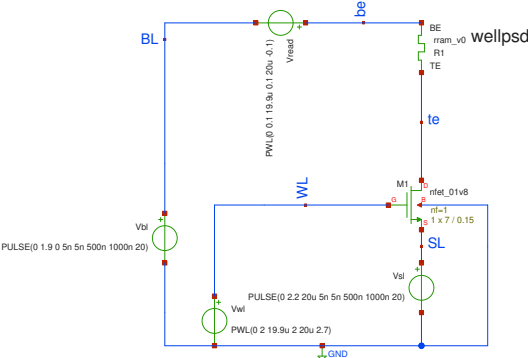 be
BE
rram_v0 wellpsd
R1
TE
BL
+
Vread
PWL(0 0.1 19.9u 0.1 20u -0.1)
te
M1
D
nfet_01v8
WL
G
B
nf=1
1 x 7 / 0.15
S
SL
+
Vbl
PULSE(0 1.9 0 5n 5n 500n 1000n 20)
+
Vsl
PULSE(0 2.2 20u 5n 5n 500n 1000n 20)
+
Vwl
PWL(0 2 19.9u 2 20u 2.7)
GND